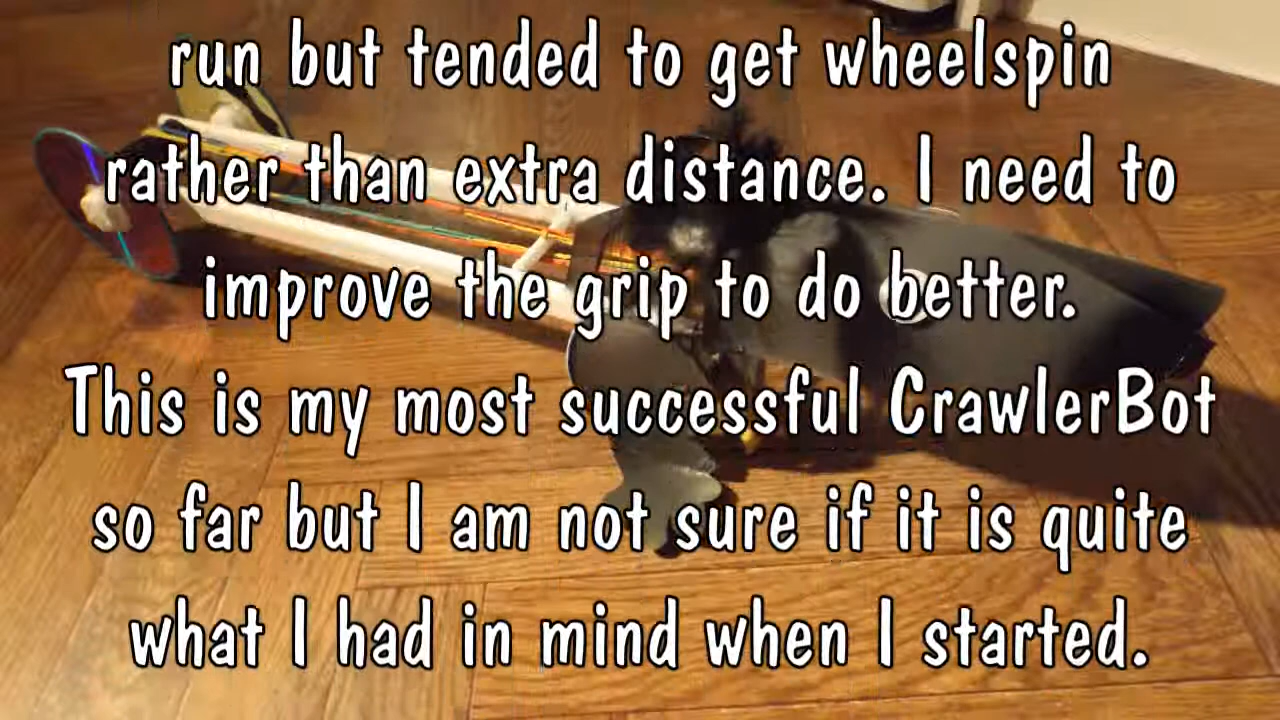 run but tended to get wheelspin
rather than extra distance. I need to
improve the grip to do better.
This is my most successful CrawlerBot
so far but I am not sure if it is quite
what I had in mind when I started.